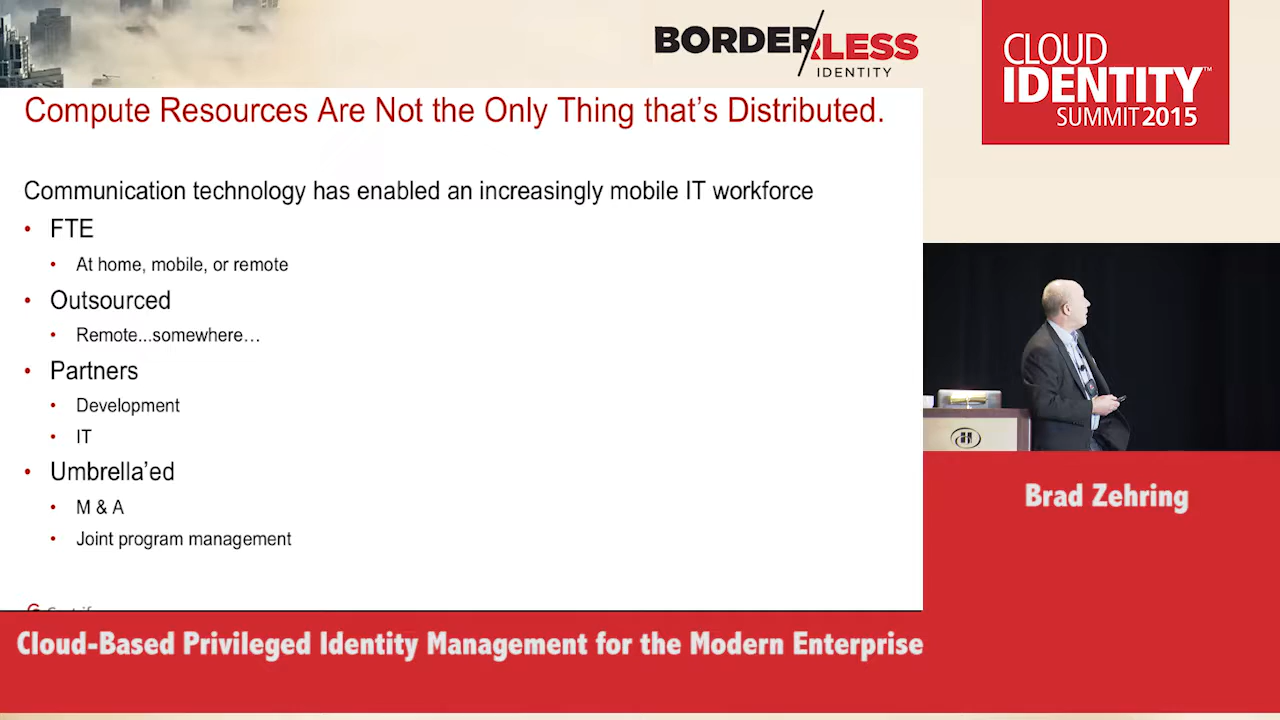 BORDERLESS
IDENTITY
CLOUD
IDENTITY™
SUMMIT 2015
Compute Resources Are Not the Only Thing that’s Distributed.
Communication technology has enabled an increasingly mobile IT workforce
• FTE
• At home, mobile, or remote
• Outsourced
• Remote...somewhere…
• Partners
• Development
• IT
• Umbrella’ed
• M & A
• Joint program management
Brad Zehring
Cloud-Based Privileged Identity Management for the Modern Enterprise